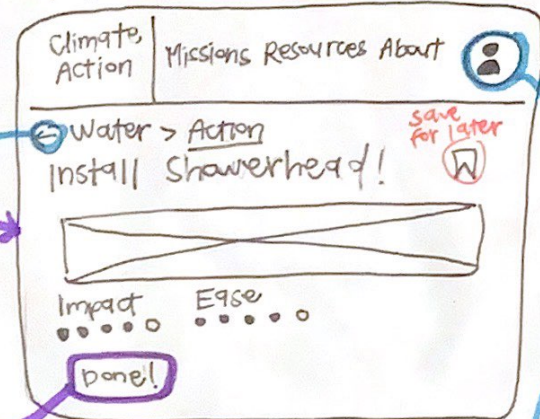 Climate
Action
Missions Resources About
save
for later
Water > Action
Install Showerhead!
Impact
Ease
Done!